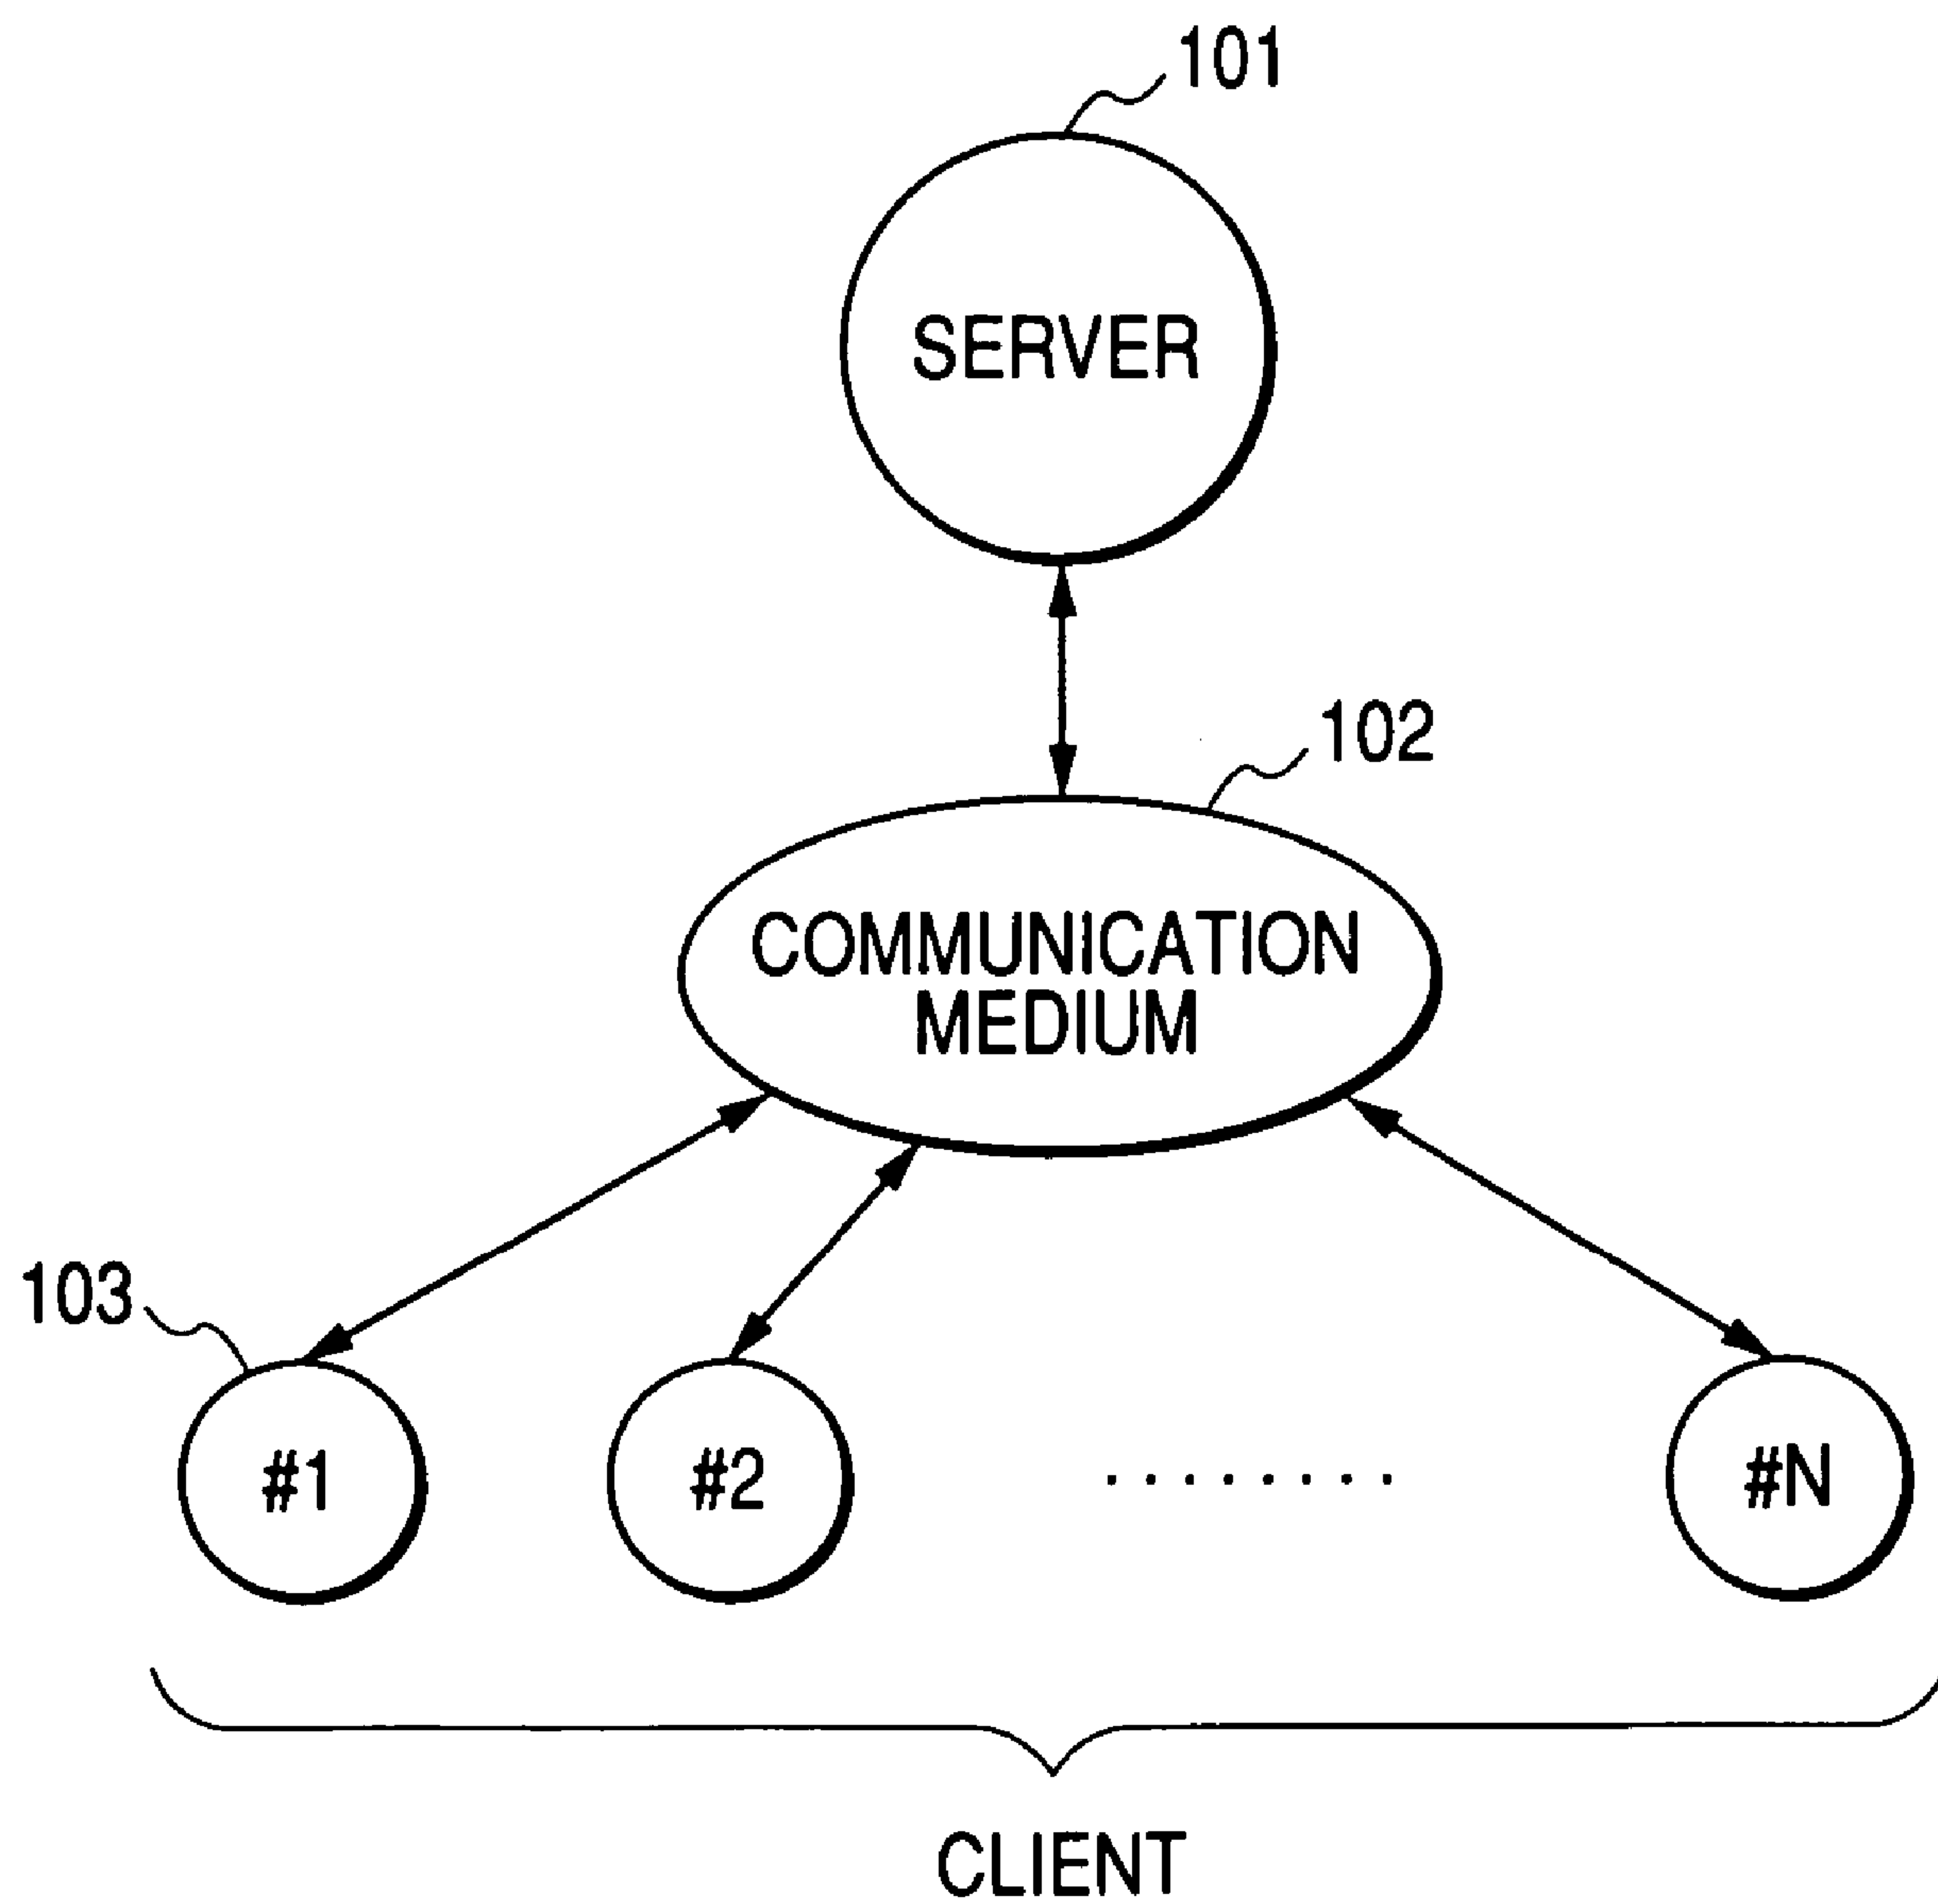 101
SERVER
102
COMMUNICATION
MEDIUM
103
#1
#2
#N
CLIENT